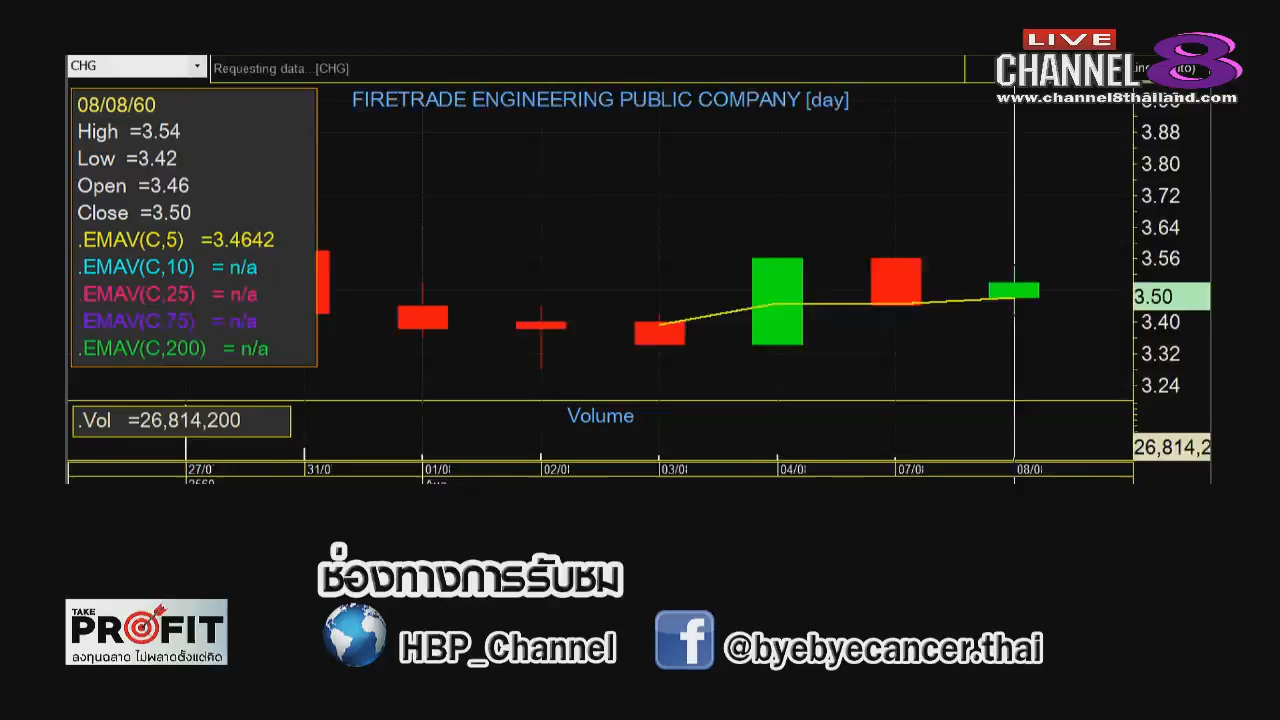 CHG
Requesting data...[CHG]
LIVE
CHANNEL 8
www.channel8thailand.com
FIRETRADE ENGINEERING PUBLIC COMPANY [day]
08/08/60
High =3.54
Low =3.42
Open =3.46
Close =3.50
.EMAV(C,5) =3.4642
.EMAV(C,10) = n/a
.EMAV(C,25) = n/a
.EMAV(C,75) = n/a
.EMAV(C,200) = n/a
3.88
3.80
3.72
3.64
3.56
3.50
3.40
3.32
3.24
.Vol =26,814,200
Volume
26,814,2
27/0 31/0 01/0 02/0 03/0 04/0 07/0 08/0
ช่องทางการรับชม
TAKE
PROFIT
ลงทุนฉลาด ไม่พลาดตั้งแต่คิด
HBP_Channel
@byebyecancer.thai